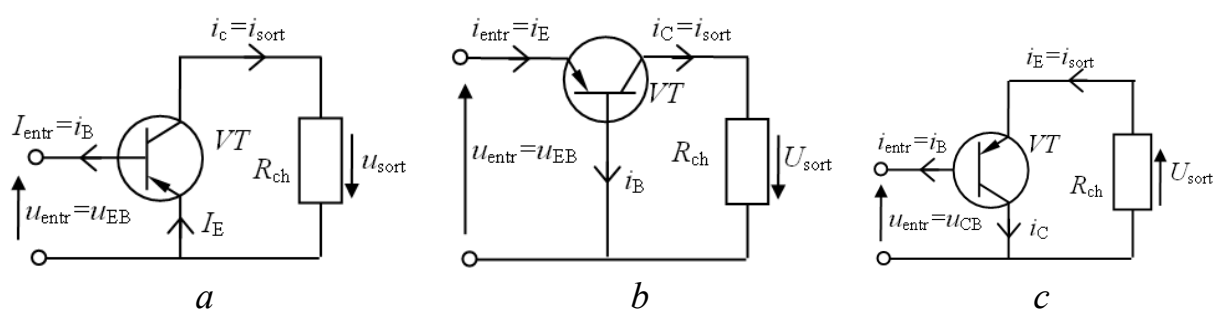 i_c=i_sort
I_entr=i_B
VT
R_ch
u_sort
u_entr=u_EB
I_E
a
i_entr=i_E
i_C=i_sort
VT
u_entr=u_EB
i_B
R_ch
U_sort
b
i_E=i_sort
i_entr=i_B
VT
R_ch
U_sort
u_entr=u_CB
i_C
c